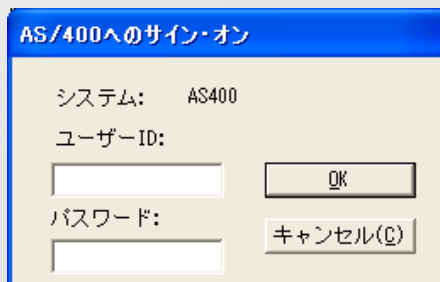 AS/400へのサイン･オン
システム: AS400
ユーザーID:
OK
パスワード:
キャンセル(C)